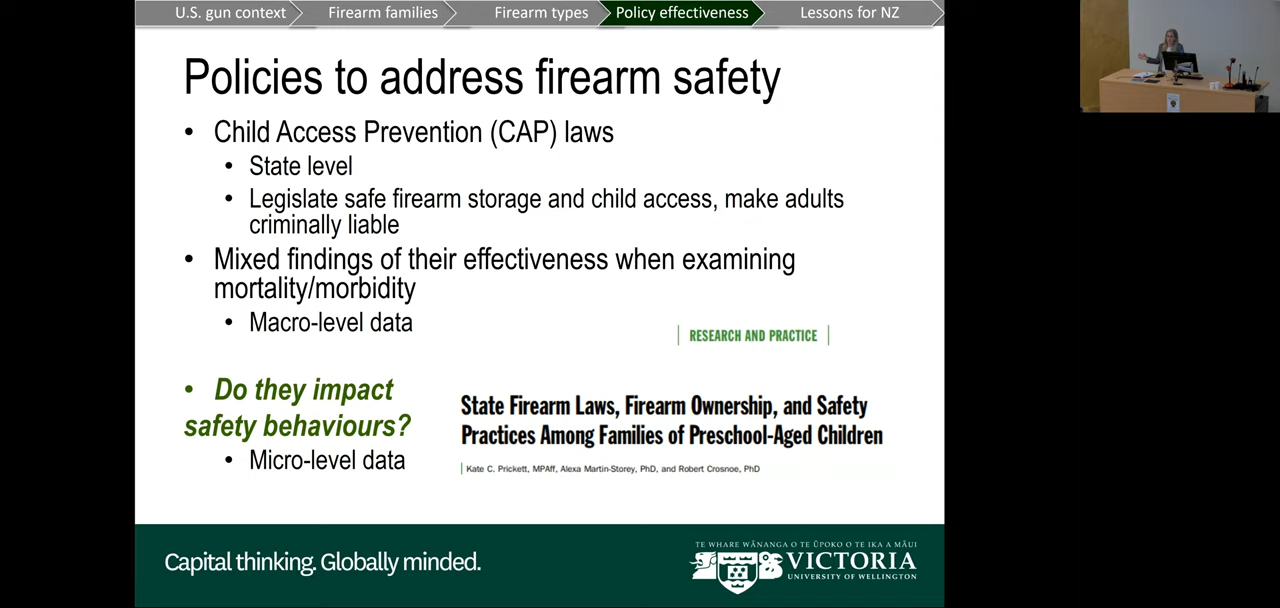 U.S. gun context Firearm families Firearm types Policy effectiveness Lessons for NZ
Policies to address firearm safety
• Child Access Prevention (CAP) laws
• State level
• Legislate safe firearm storage and child access, make adults
criminally liable
• Mixed findings of their effectiveness when examining
mortality/morbidity
• Macro-level data
RESEARCH AND PRACTICE
• Do they impact
safety behaviours?
• Micro-level data
State Firearm Laws, Firearm Ownership, and Safety
Practices Among Families of Preschool-Aged Children
Kate C. Prickett, MPAff, Alexa Martin-Storey, PhD, and Robert Crosnoe, PhD
Capital thinking. Globally minded.
TE WHARE WĀNANGA O TE ŪPOKO O TE IKA A MĀUI
VICTORIA
UNIVERSITY OF WELLINGTON